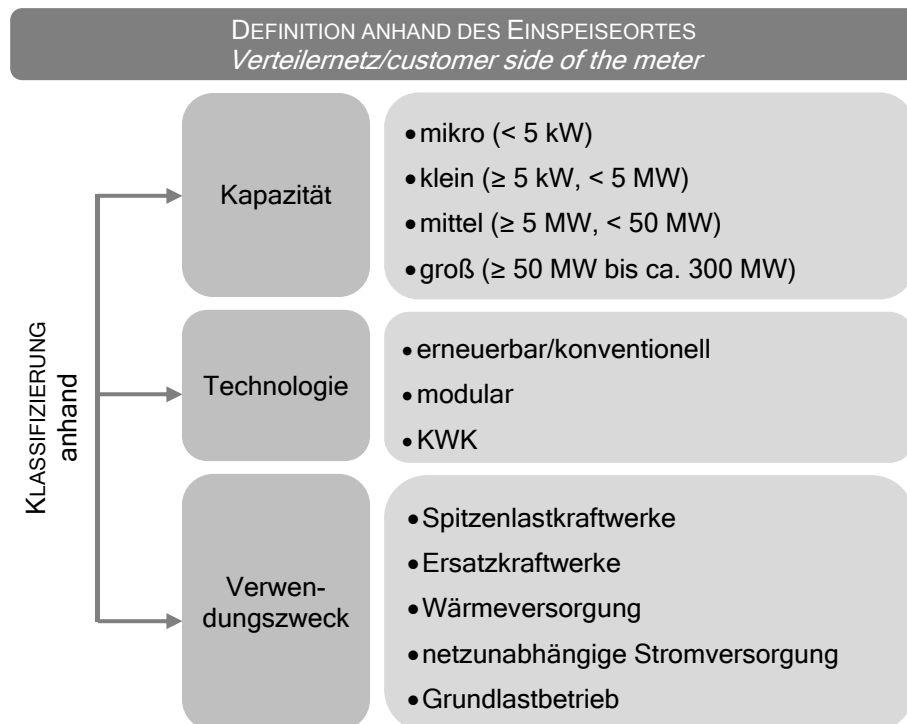 DEFINITION ANHAND DES EINSPEISEORTES
Verteilernetz/customer side of the meter
KLASSIFIZIERUNG
anhand
Kapazität
•mikro (< 5 kW)
•klein (≥ 5 kW, < 5 MW)
•mittel (≥ 5 MW, < 50 MW)
•groß (≥ 50 MW bis ca. 300 MW)
Technologie
•erneuerbar/konventionell
•modular
•KWK
Verwen-
dungszweck
•Spitzenlastkraftwerke
•Ersatzkraftwerke
•Wärmeversorgung
•netzunabhängige Stromversorgung
•Grundlastbetrieb